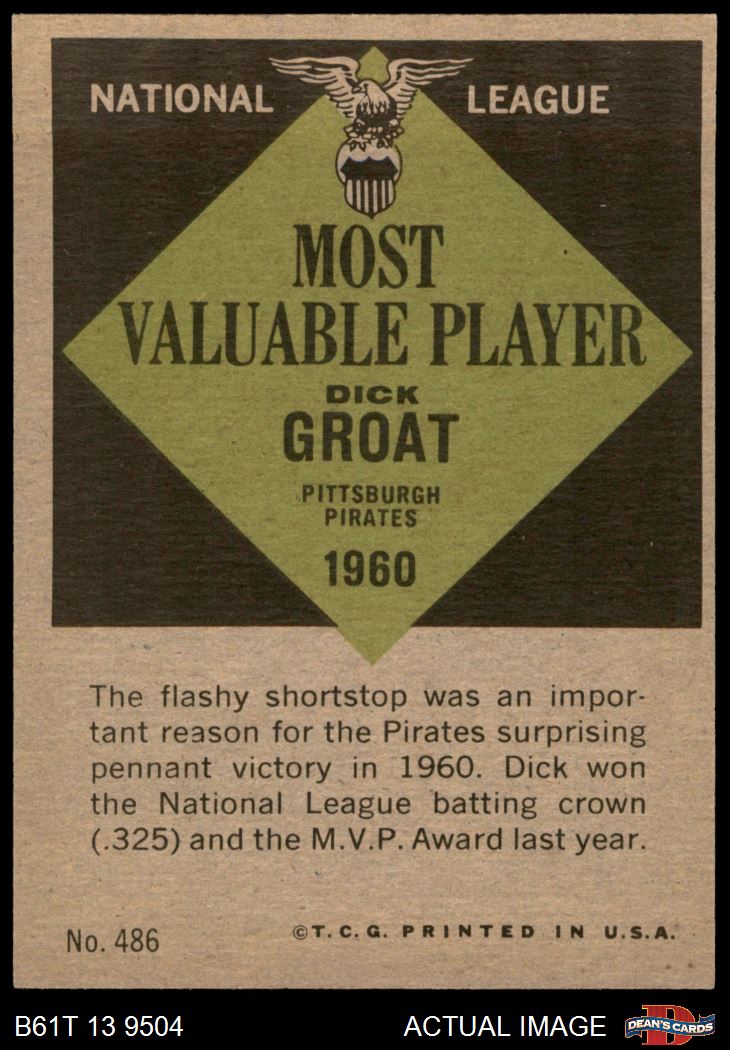 NATIONAL LEAGUE
MOST
VALUABLE PLAYER
DICK
GROAT
PITTSBURGH
PIRATES
1960
The flashy shortstop was an impor-
tant reason for the Pirates surprising
pennant victory in 1960. Dick won
the National League batting crown
(.325) and the M.V.P. Award last year.
No. 486
©T.C.G. PRINTED IN U.S.A.
B61T 13 9504
ACTUAL IMAGE
D
DEAN'S CARDS